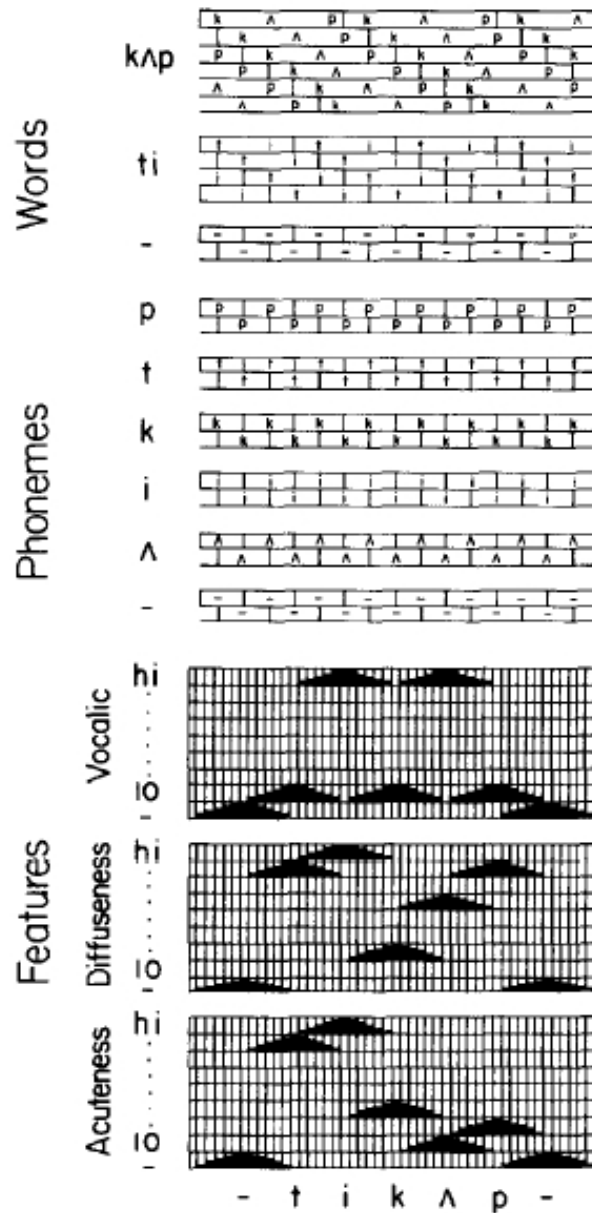 Words
kʌp
k ʌ p k ʌ p k ʌ
k ʌ p k ʌ p k
p k ʌ p k ʌ p k
p k ʌ p k ʌ p
ʌ p k ʌ p k ʌ p
ʌ p k ʌ p k ʌ
ti
t i t i t i t i
t i t i t i t
i t i t i t i t
t t t
-
- - - - - - - -
- - - - - - -
Phonemes
p
p p p p p p p p
p p p p p p p
t
t t t t t t t t
t t t t t t t
k
k k k k k k k k
k k k k k k k
i
i i i i i i i i
i i i i i i i
ʌ
ʌ ʌ ʌ ʌ ʌ ʌ ʌ ʌ
ʌ ʌ ʌ ʌ ʌ ʌ ʌ
-
- - - - - - - -
- - - - - - -
Features
Vocalic
hi
lo
-
Diffuseness
hi
lo
-
Acuteness
hi
lo
-
- t i k ʌ p -